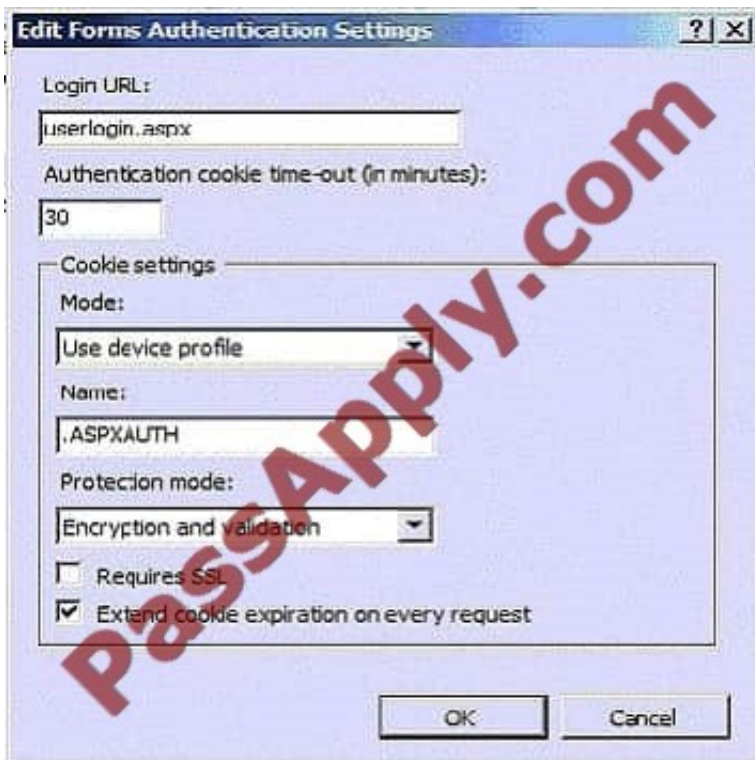 Edit Forms Authentication Settings
Login URL:
userlogin.aspx
Authentication cookie time-out (in minutes):
30
Cookie settings
Mode:
Use device profile
Name:
.ASPXAUTH
Protection mode:
Encryption and validation
Requires SSL
Extend cookie expiration on every request
OK Cancel
PassApply.com